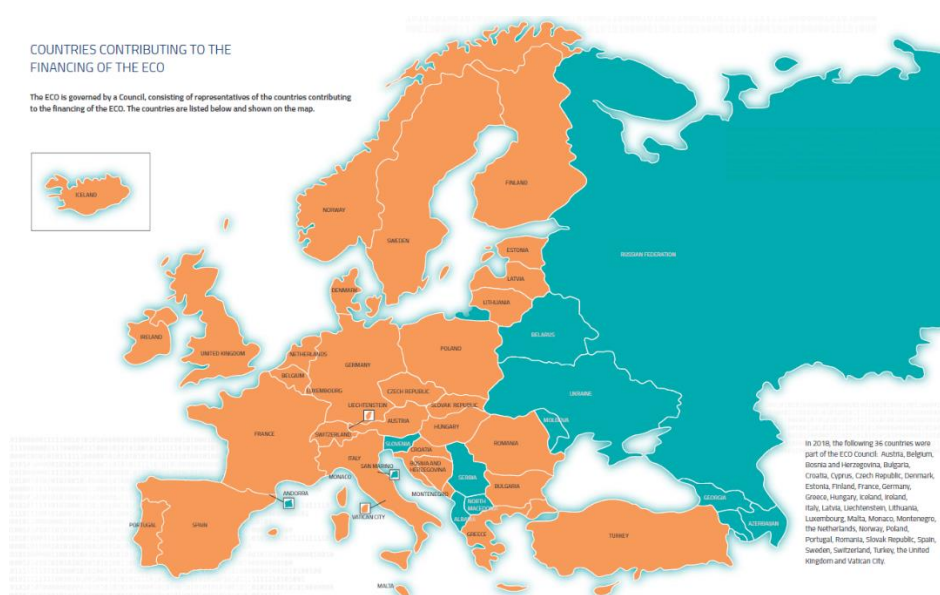 COUNTRIES CONTRIBUTING TO THE
FINANCING OF THE ECO
The ECO is governed by a Council, consisting of representatives of the countries contributing
to the financing of the ECO. The countries are listed below and shown on the map.
ICELAND
NORWAY
SWEDEN
FINLAND
RUSSIAN FEDERATION
ESTONIA
LATVIA
LITHUANIA
DENMARK
BELARUS
IRELAND
UNITED KINGDOM
NETHERLANDS
BELGIUM
LUXEMBOURG
GERMANY
POLAND
UKRAINE
CZECH REPUBLIC
SLOVAK REPUBLIC
LIECHTENSTEIN
AUSTRIA
HUNGARY
MOLDOVA
FRANCE
SWITZERLAND
SLOVENIA
CROATIA
ROMANIA
ITALY
SAN MARINO
BOSNIA AND
HERZEGOVINA
SERBIA
MONACO
MONTENEGRO
BULGARIA
ANDORRA
VATICAN CITY
NORTH
ALBANIA
GREECE
PORTUGAL
SPAIN
TURKEY
GEORGIA
AZERBAIJAN
MALTA
In 2018, the following 36 countries were
part of the ECO Council: Austria, Belgium,
Bosnia and Herzegovina, Bulgaria,
Croatia, Cyprus, Czech Republic, Denmark,
Estonia, Finland, France, Germany,
Greece, Hungary, Iceland, Ireland,
Italy, Latvia, Liechtenstein, Lithuania,
Luxembourg, Malta, Monaco, Montenegro,
the Netherlands, Norway, Poland,
Portugal, Romania, Slovak Republic, Spain,
Sweden, Switzerland, Turkey, the United
Kingdom and Vatican City.